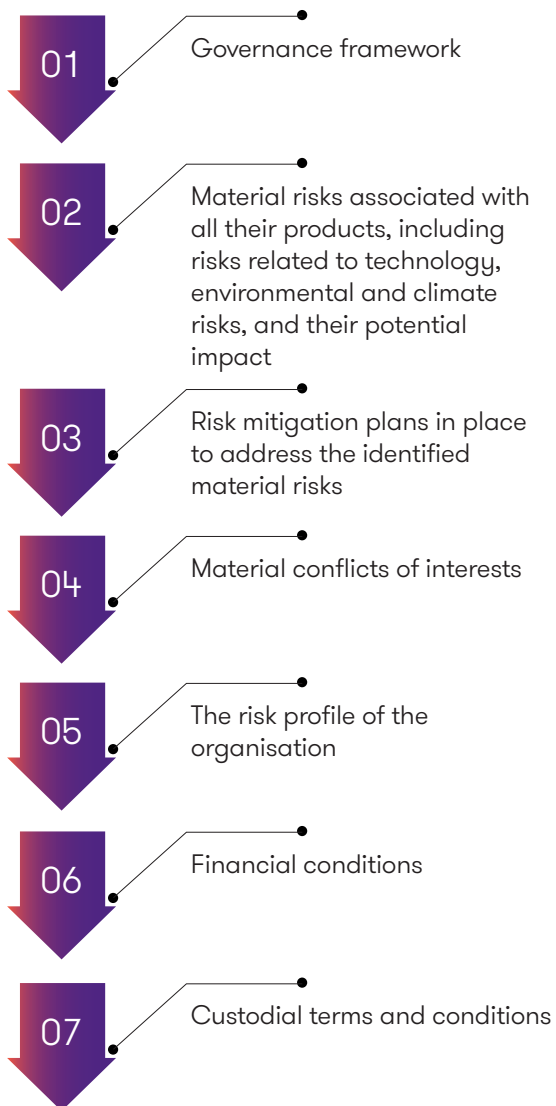 01
Governance framework
02
Material risks associated with
all their products, including
risks related to technology,
environmental and climate
risks, and their potential
impact
03
Risk mitigation plans in place
to address the identified
material risks
04
Material conflicts of interests
05
The risk profile of the
organisation
06
Financial conditions
07
Custodial terms and conditions